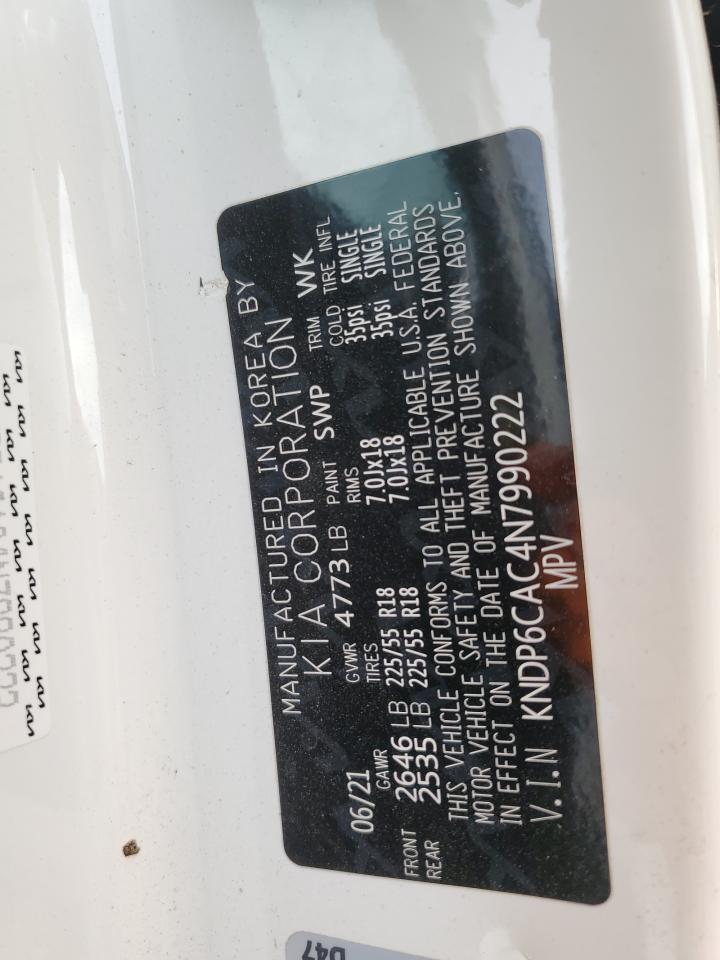 MANUFACTURED IN KOREA BY
KIA CORPORATION
06/21 GVWR 4773 LB PAINT SWP TRIM WK
GAWR TIRES RIMS COLD TIRE INFL
FRONT 2646 LB 225/55 R18 7.0Jx18 35psi SINGLE
REAR 2535 LB 225/55 R18 7.0Jx18 35psi SINGLE
THIS VEHICLE CONFORMS TO ALL APPLICABLE U.S.A. FEDERAL
MOTOR VEHICLE SAFETY AND THEFT PREVENTION STANDARDS
IN EFFECT ON THE DATE OF MANUFACTURE SHOWN ABOVE.
V.I.N KNDP6CAC4N7990222
MPV
D47